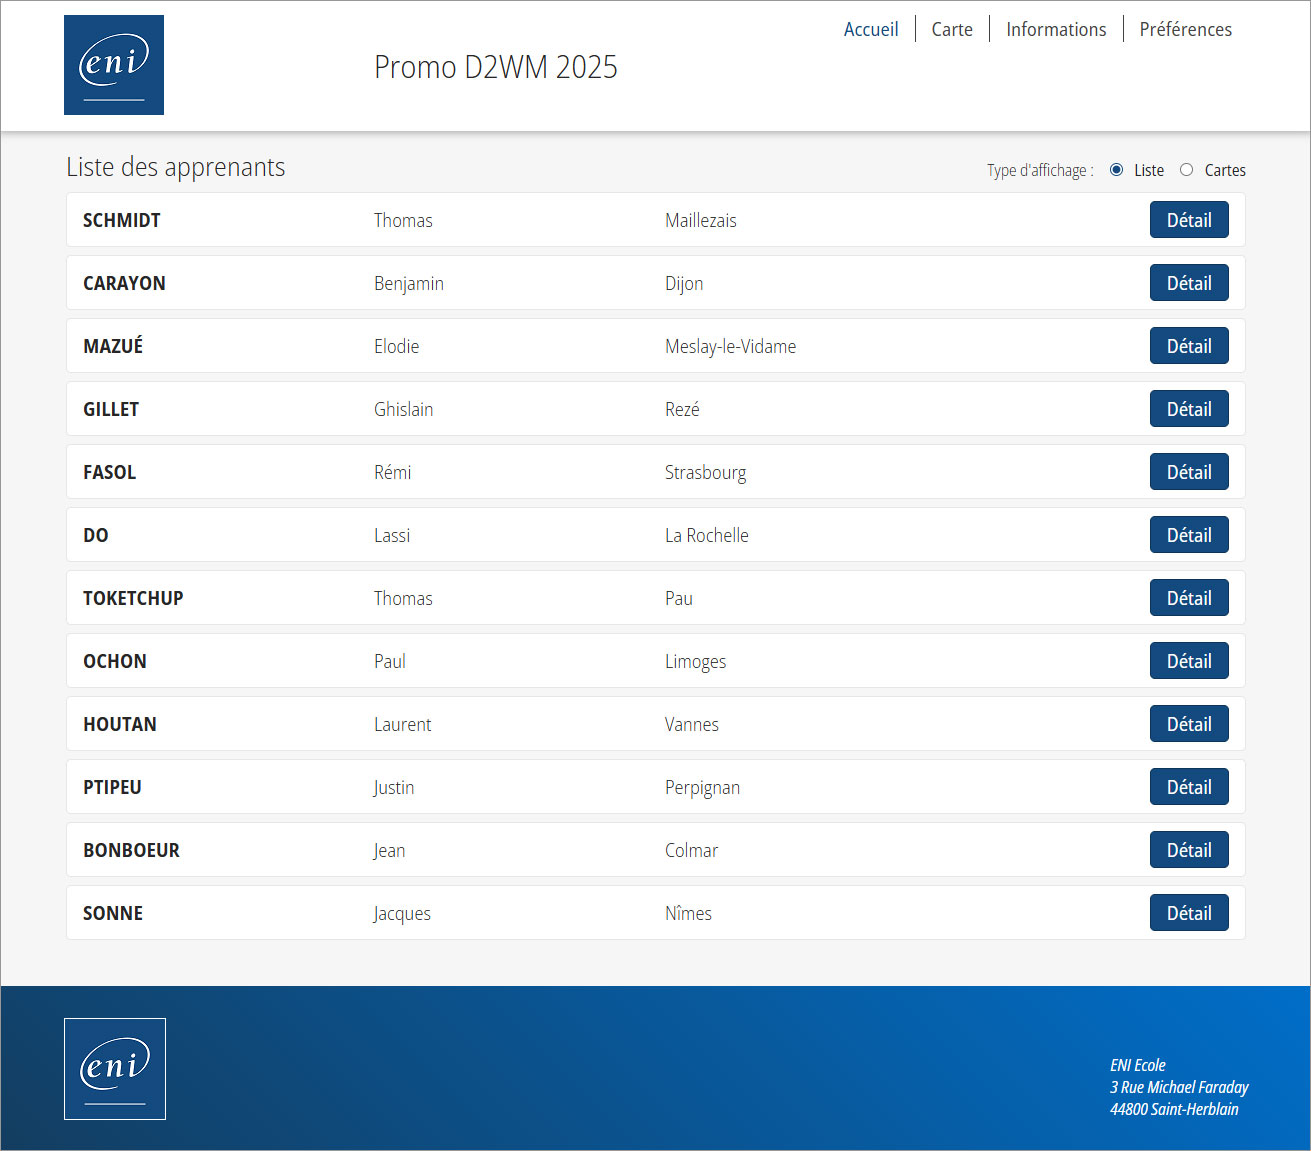 eni
Accueil Carte Informations Préférences
Promo D2WM 2025
Liste des apprenants
Type d'affichage : Liste Cartes
SCHMIDT Thomas Maillezais Détail
CARAYON Benjamin Dijon Détail
MAZUÉ Elodie Meslay-le-Vidame Détail
GILLET Ghislain Rezé Détail
FASOL Rémi Strasbourg Détail
DO Lassi La Rochelle Détail
TOKETCHUP Thomas Pau Détail
OCHON Paul Limoges Détail
HOUTAN Laurent Vannes Détail
PTIPEU Justin Perpignan Détail
BONBOEUR Jean Colmar Détail
SONNE Jacques Nîmes Détail
eni
ENI Ecole
3 Rue Michael Faraday
44800 Saint-Herblain